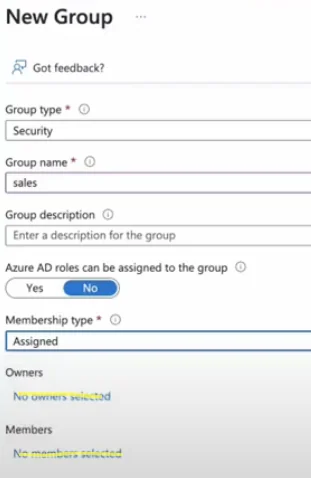 New Group ...
Got feedback?
Group type *
Security
Group name *
sales
Group description
Enter a description for the group
Azure AD roles can be assigned to the group
Yes No
Membership type *
Assigned
Owners
No owners selected
Members
No members selected